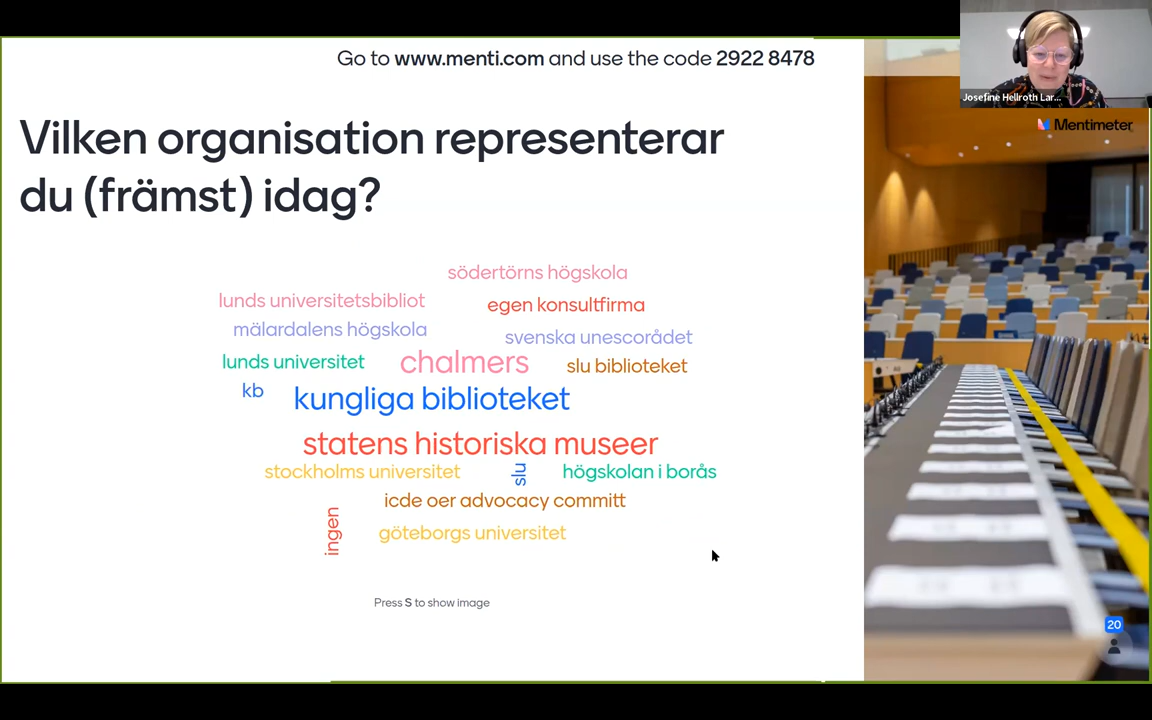 Go to www.menti.com and use the code 2922 8478
Josefine Hellroth Lar...
Mentimeter
Vilken organisation representerar
du (främst) idag?
södertörns högskola
lunds universitetsbibliot
egen konsultfirma
mälardalens högskola
svenska unescorådet
lunds universitet
chalmers
slu biblioteket
kb
kungliga biblioteket
statens historiska museer
stockholms universitet
slu
högskolan i borås
icde oer advocacy committ
ingen
göteborgs universitet
Press S to show image
20